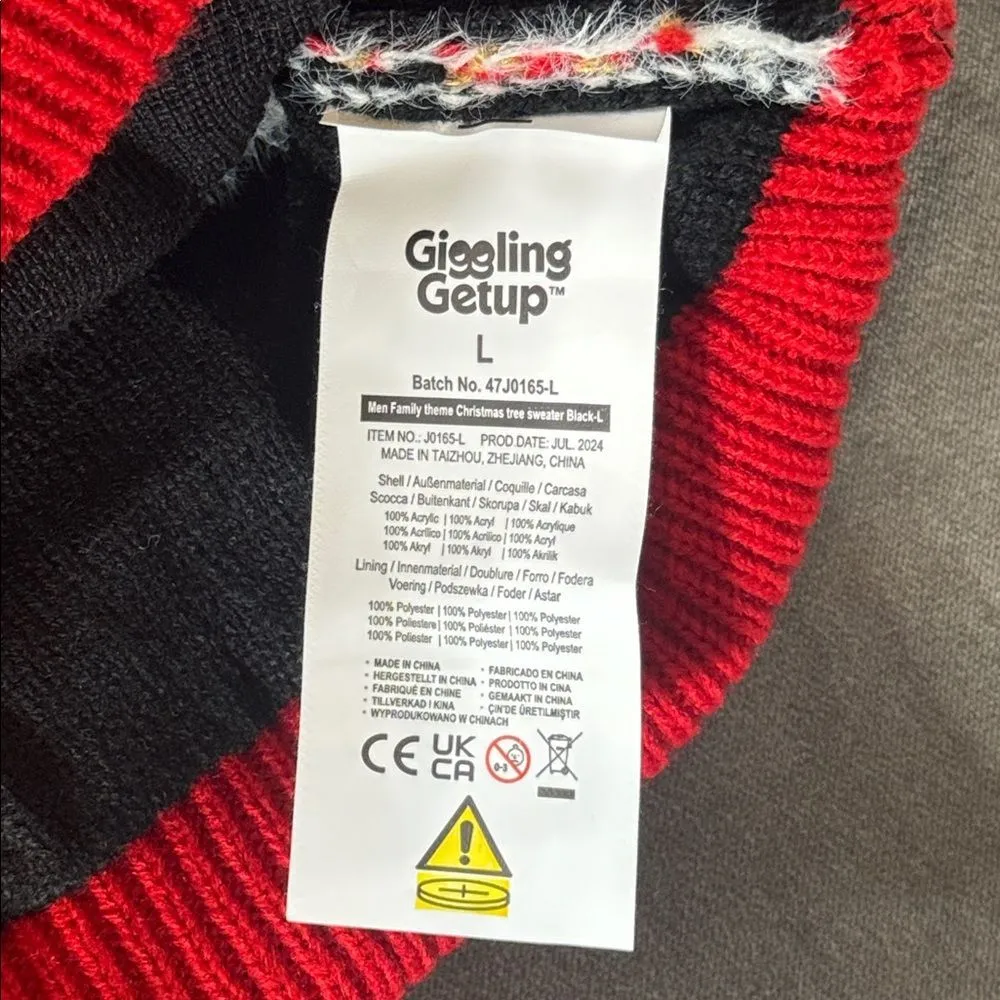 Giggling
Getup™
L
Batch No. 47J0165-L
Men Family theme Christmas tree sweater Black-L
ITEM NO.: J0165-L PROD.DATE: JUL. 2024
MADE IN TAIZHOU, ZHEJIANG, CHINA
Shell / Außenmaterial / Coquille / Carcasa
Scocca / Buitenkant / Skorupa / Skal / Kabuk
100% Acrylic | 100% Acryl | 100% Acrylique
100% Acrílico | 100% Acrilico | 100% Acryl
100% Akryl | 100% Akryl | 100% Akrilik
Lining / Innenmaterial / Doublure / Forro / Fodera
Voering / Podszewka / Foder / Astar
100% Polyester | 100% Polyester | 100% Polyester
100% Poliestere | 100% Poliéster | 100% Polyester
100% Poliester | 100% Polyester | 100% Polyester
• MADE IN CHINA • FABRICADO EN CHINA
• HERGESTELLT IN CHINA • PRODOTTO IN CINA
• FABRIQUÉ EN CHINE • GEMAAKT IN CHINA
• TILLVERKAD I KINA • ÇIN'DE ÜRETILMIŞTIR
• WYPRODUKOWANO W CHINACH
CE UK
CA
0-3